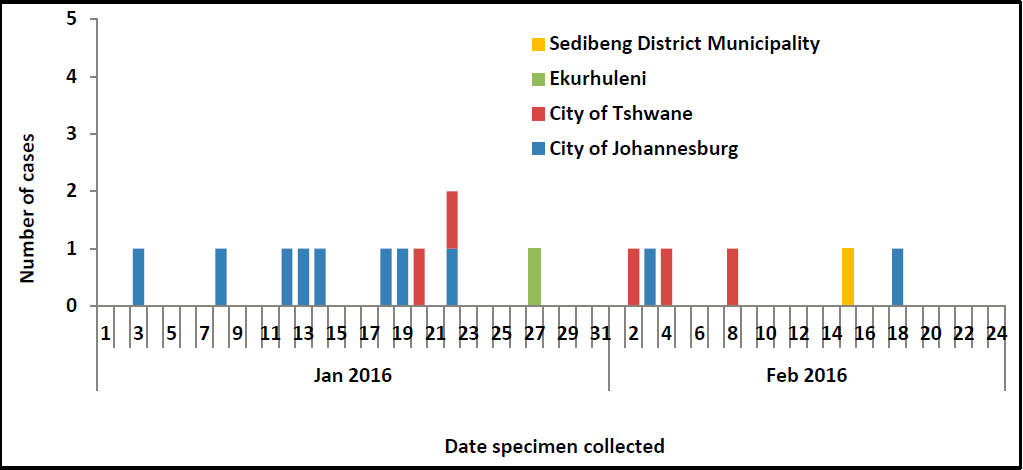 5
4
3
2
1
0
Number of cases
Sedibeng District Municipality
Ekurhuleni
City of Tshwane
City of Johannesburg
1 3 5 7 9 11 13 15 17 19 21 23 25 27 29 31 2 4 6 8 10 12 14 16 18 20 22 24
Jan 2016 Feb 2016
Date specimen collected